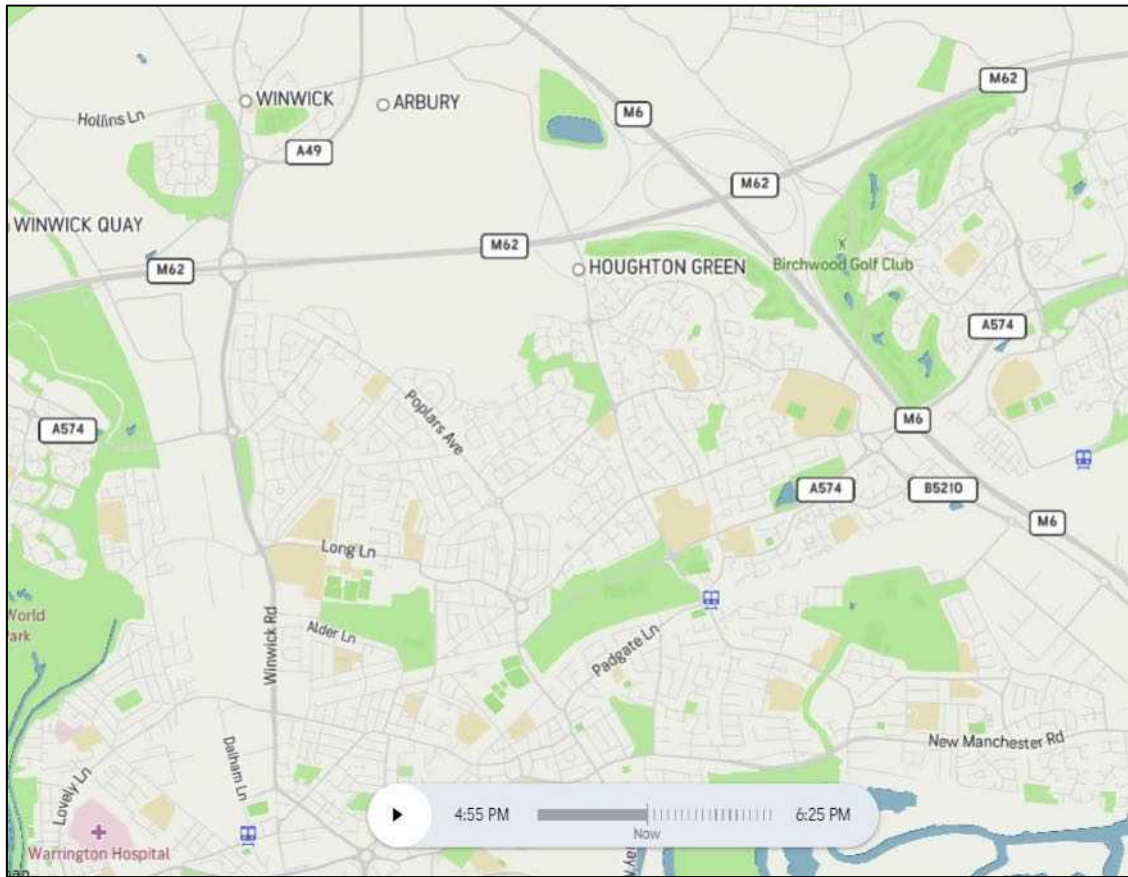 M62
M6
WINWICK
ARBURY
Hollins Ln
A49
M62
WINWICK QUAY
M62
M62
HOUGHTON GREEN
Birchwood Golf Club
A574
Poplars Ave
M6
A574
A574
B5210
M6
Long Ln
World
Park
Alder Ln
Winwick Rd
Padgate Ln
New Manchester Rd
Dalham Ln
Lovely Ln
4:55 PM
6:25 PM
Now
Warrington Hospital